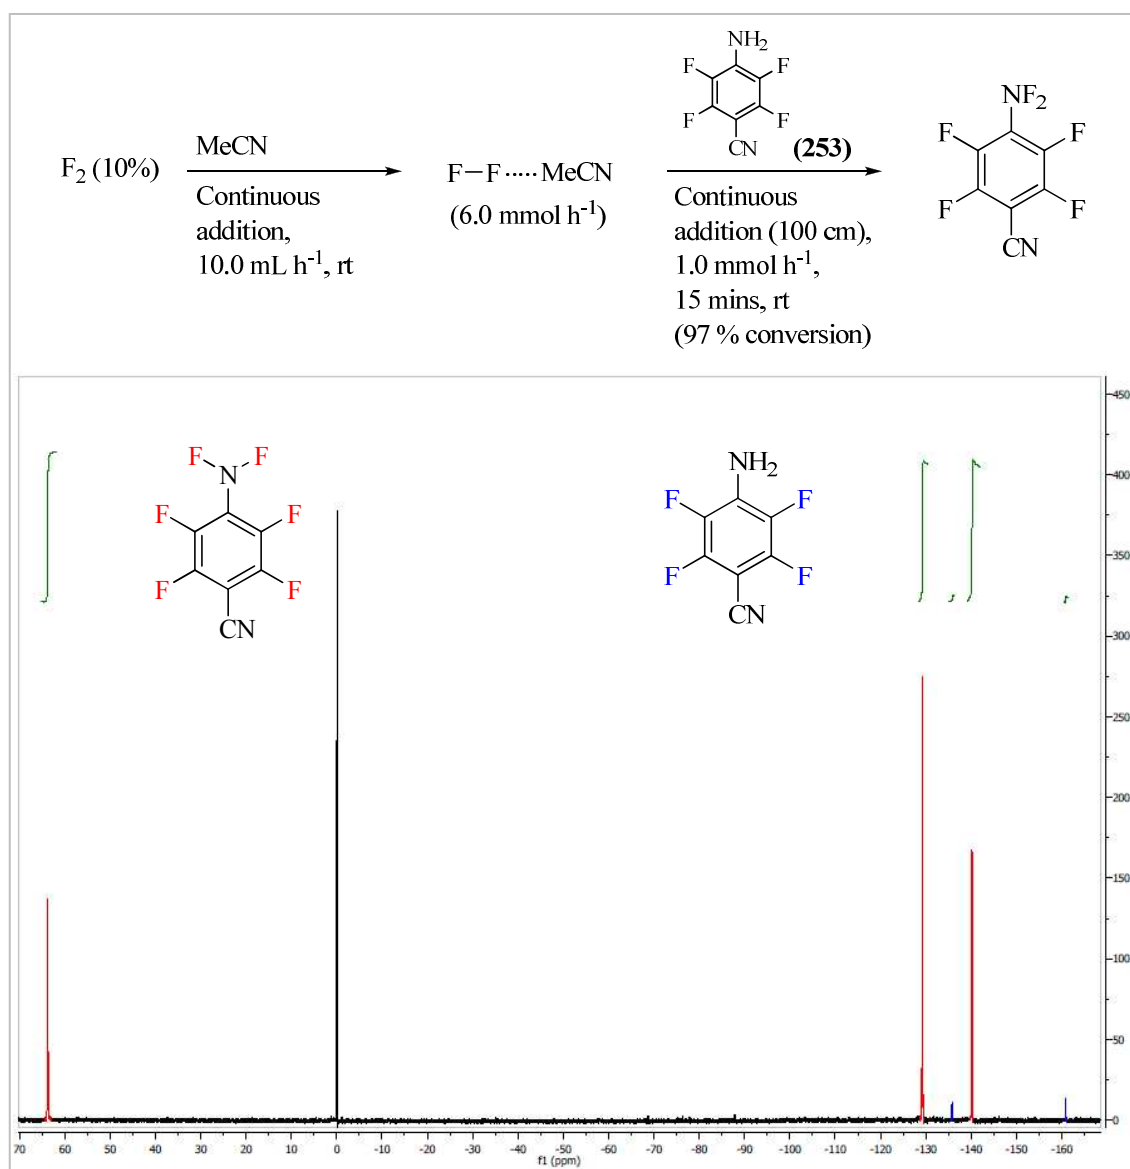 F₂ (10%)
MeCN
Continuous
addition,
10.0 mL h⁻¹, rt
F–F·····MeCN
(6.0 mmol h⁻¹)
NH₂
F F
F F
CN (253)
Continuous
addition (100 cm),
1.0 mmol h⁻¹,
15 mins, rt
(97 % conversion)
NF₂
F F
F F
CN
F F
N
F F
F F
CN
NH₂
F F
F F
CN
450
400
350
300
250
200
150
100
50
0
70 60 50 40 30 20 10 0 -10 -20 -30 -40 -50 -60 -70 -80 -90 -100 -110 -120 -130 -140 -150 -160
f1 (ppm)